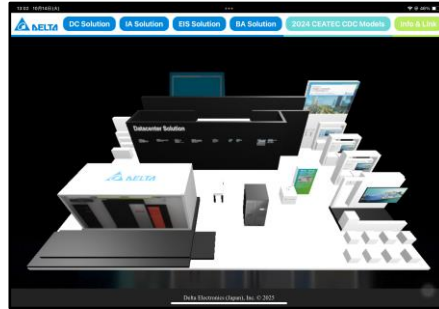 DELTA
DC Solution
IA Solution
EIS Solution
BA Solution
2024 CEATEC CDC Models
Info & Link
Datacenter Solution
DELTA
Delta Electronics (Japan), Inc. © 2025